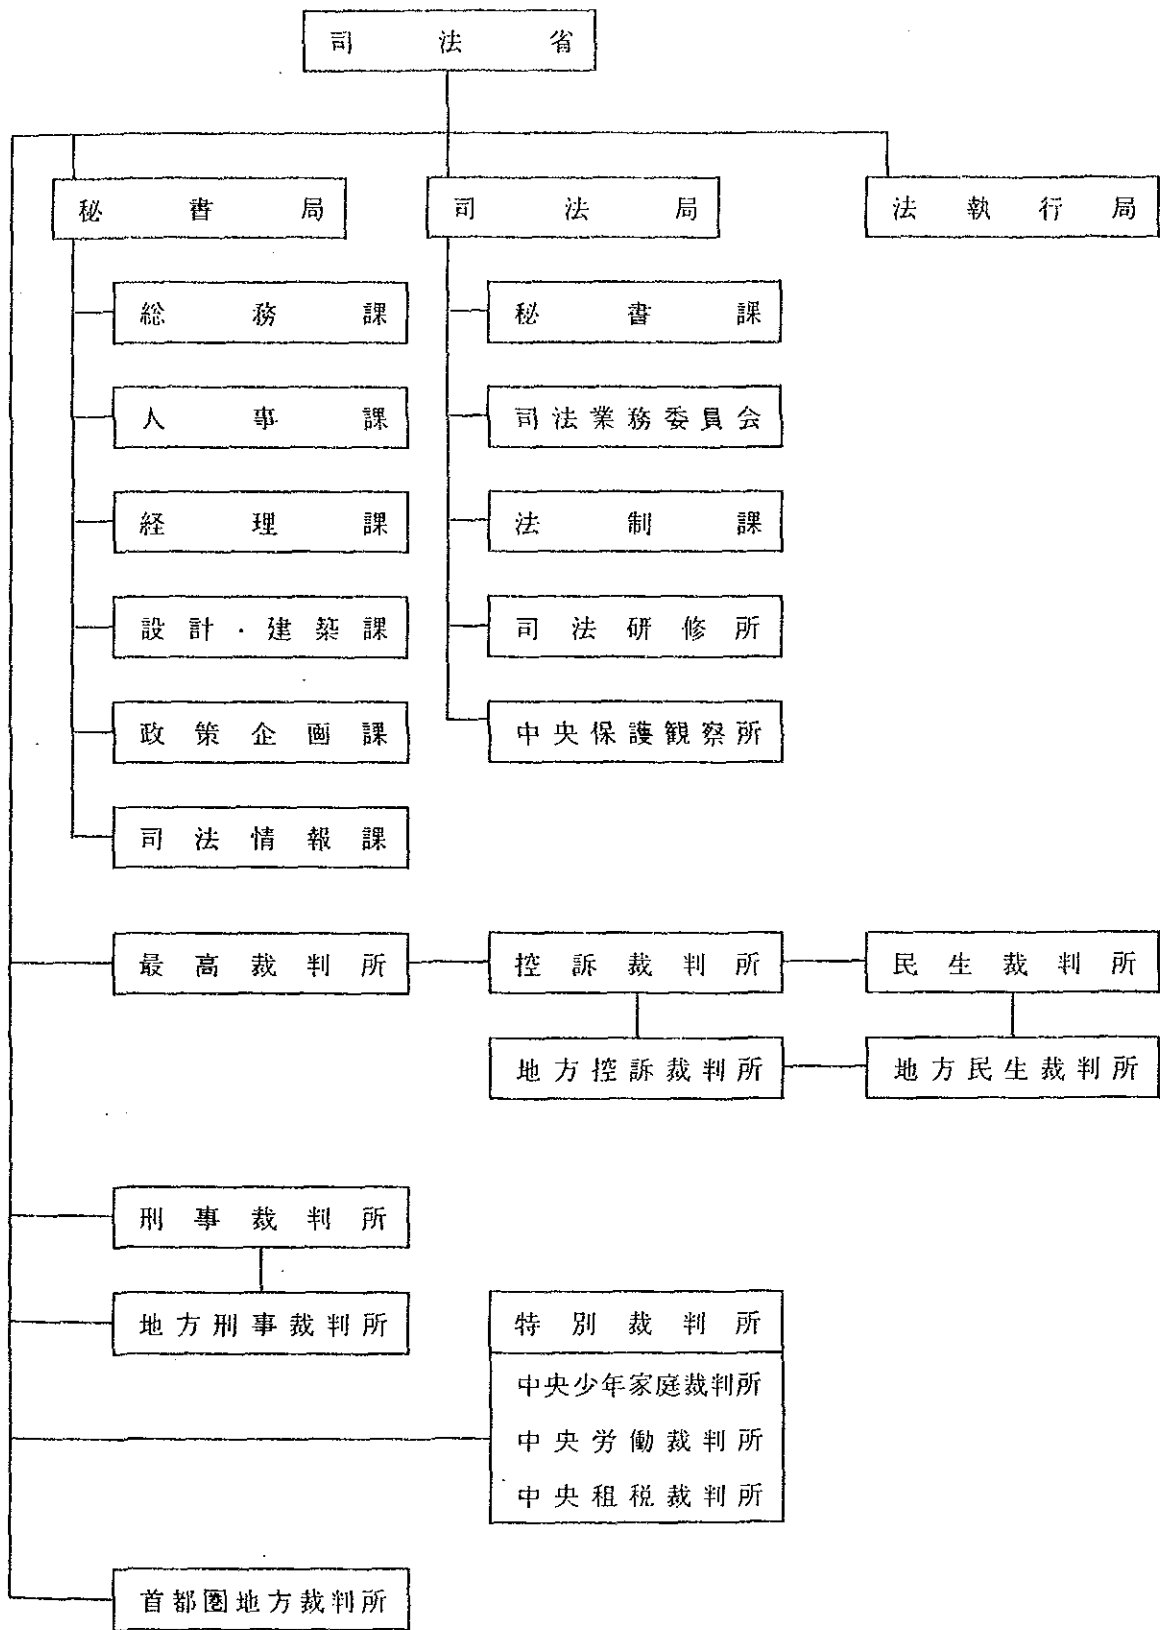 司法省
秘書局
司法局
法執行局
総務課
秘書課
人事課
司法業務委員会
経理課
法制課
設計・建築課
司法研修所
政策企画課
中央保護観察所
司法情報課
最高裁判所
控訴裁判所
民生裁判所
地方控訴裁判所
地方民生裁判所
刑事裁判所
地方刑事裁判所
特別裁判所
中央少年家庭裁判所
中央労働裁判所
中央租税裁判所
首都圏地方裁判所